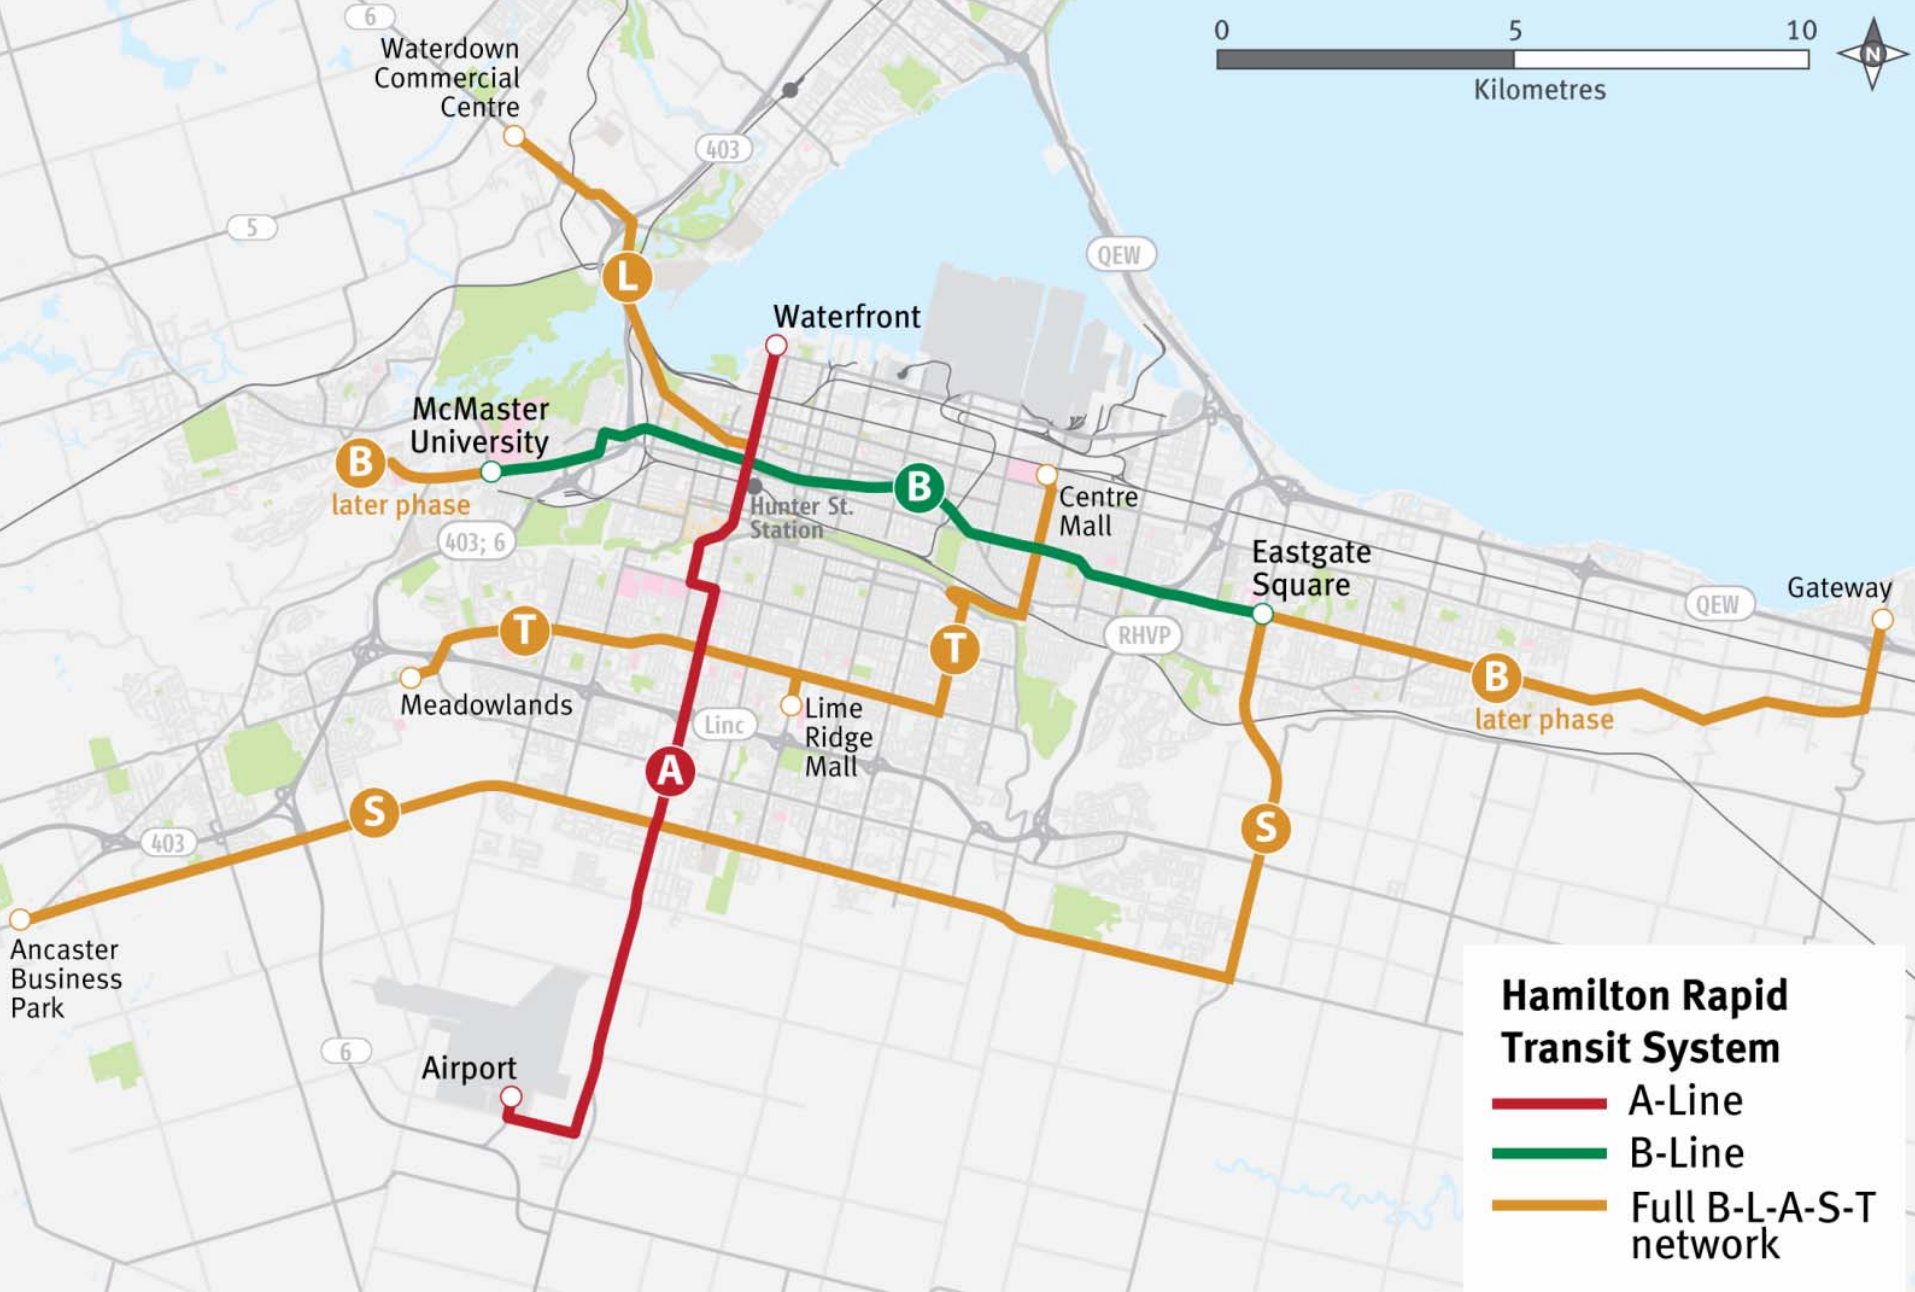 6
Waterdown
Commercial
Centre
0 5 10
Kilometres
N
403
5
QEW
L
Waterfront
McMaster
University
B
later phase
B
Hunter St.
Station
Centre
Mall
403; 6
Eastgate
Square
Gateway
QEW
T
T
RHVP
Meadowlands
B
later phase
Linc
Lime
Ridge
Mall
A
S
S
403
Ancaster
Business
Park
6
Airport
Hamilton Rapid
Transit System
A-Line
B-Line
Full B-L-A-S-T
network